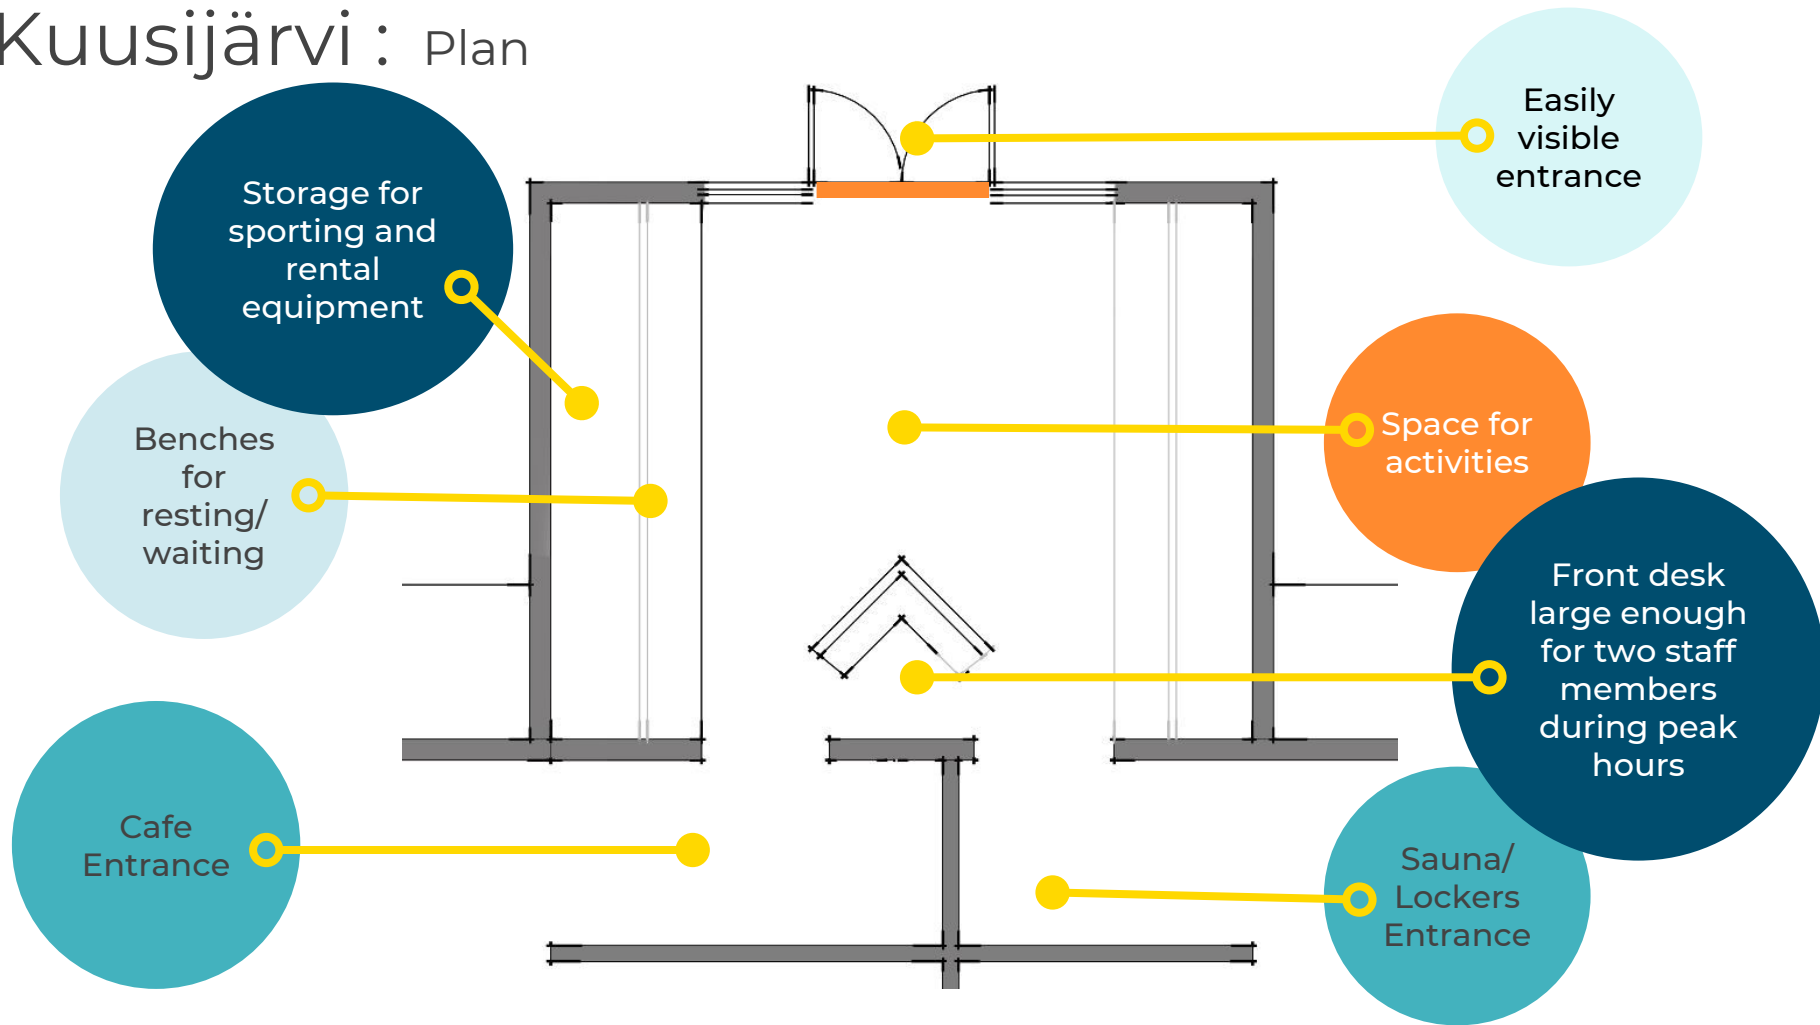 Kuusijärvi : Plan
Easily
visible
entrance
Storage for
sporting and
rental
equipment
Benches
for
resting/
waiting
Space for
activities
Front desk
large enough
for two staff
members
during peak
hours
Cafe
Entrance
Sauna/
Lockers
Entrance